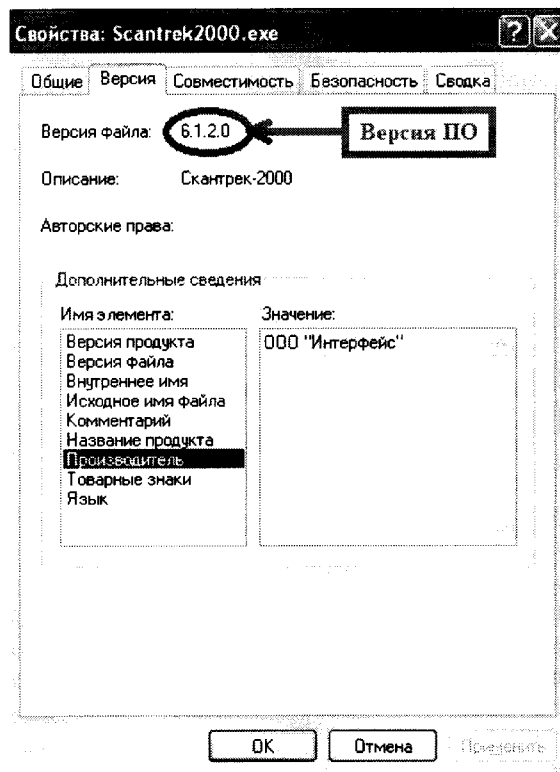 Свойства: Scantrek2000.exe
Общие Версия Совместимость Безопасность Сводка
Версия файла: 6.1.2.0 Версия ПО
Описание: Скантрек-2000
Авторские права:
Дополнительные сведения
Имя элемента: Значение:
Версия продукта ООО "Интерфейс"
Версия файла
Внутреннее имя
Исходное имя файла
Комментарий
Название продукта
Производитель
Товарные знаки
Язык
OK Отмена Применить